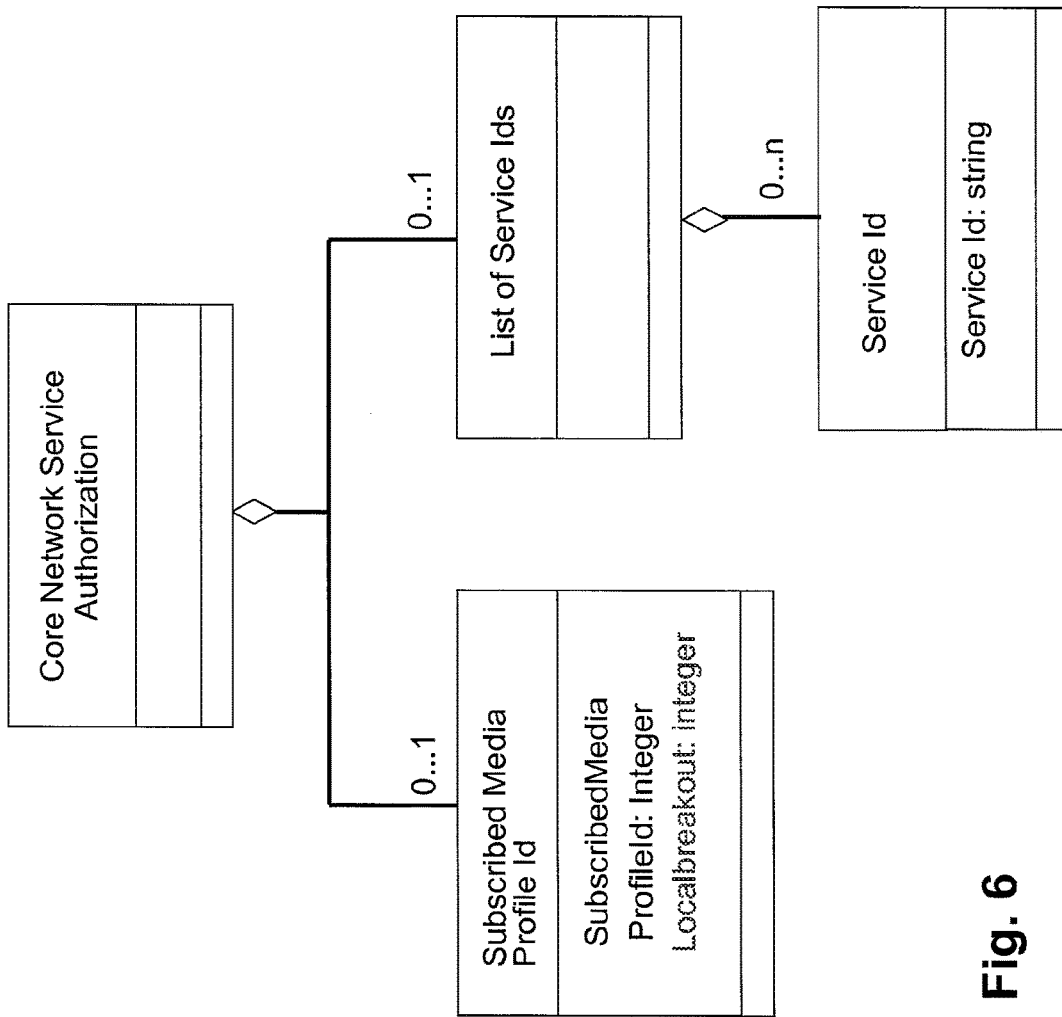 Core Network Service
Authorization
0...1
0...1
Subscribed Media
Profile Id
SubscribedMedia
ProfileId: Integer
Localbreakout: integer
List of Service Ids
0...n
Service Id
Service Id: string
Fig. 6